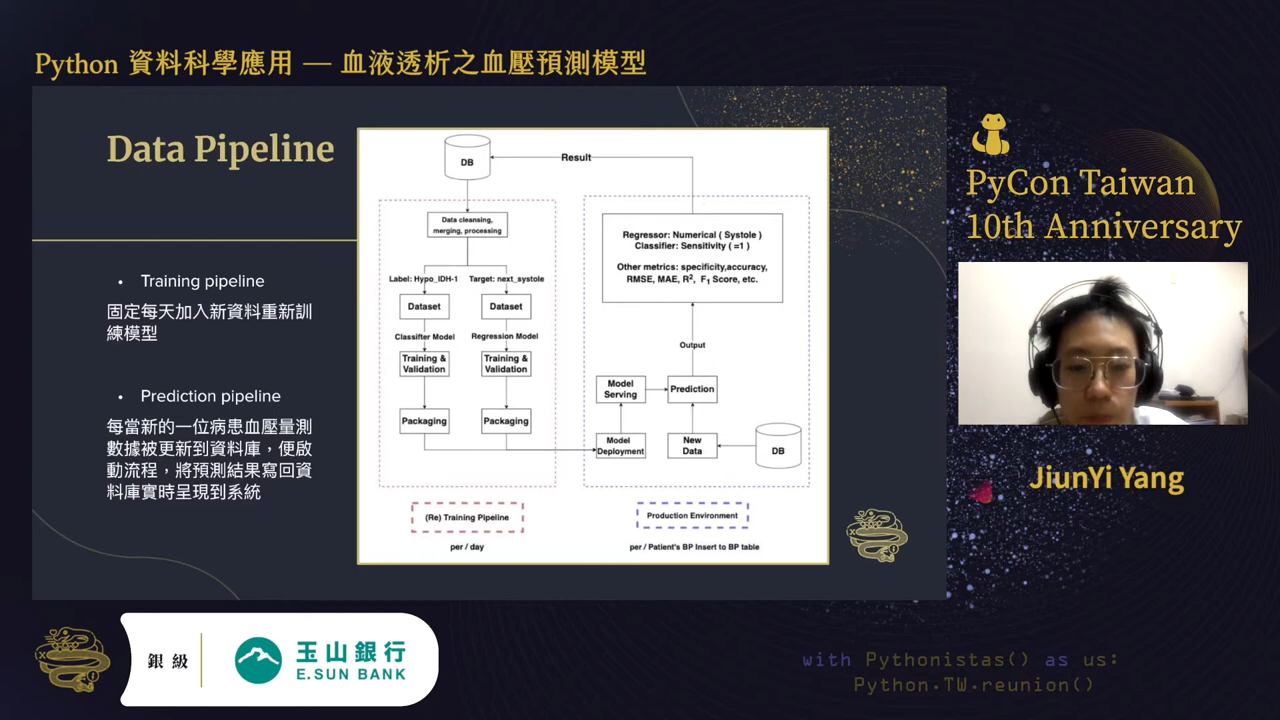 Python 資料科學應用 — 血液透析之血壓預測模型
Data Pipeline
• Training pipeline
固定每天加入新資料重新訓
練模型
• Prediction pipeline
每當新的一位病患血壓量測
數據被更新到資料庫，便啟
動流程，將預測結果寫回資
料庫實時呈現到系統
DB
Result
Data cleansing,
merging, processing
Label: Hypo_IDH-1
Target: next_systole
Dataset
Dataset
Classifter Model
Regression Model
Training &
Validation
Training &
Validation
Packaging
Packaging
(Re) Training Pipeline
per / day
Regressor: Numerical ( Systole )
Classifier: Sensitivity ( =1 )
Other metrics: specificity,accuracy,
RMSE, MAE, R², F₁ Score, etc.
Output
Model
Serving
Prediction
Model
Deployment
New
Data
DB
Production Environment
per / Patient's BP Insert to BP table
PyCon Taiwan
10th Anniversary
JiunYi Yang
銀級
玉山銀行
E.SUN BANK
with Pythonistas() as us:
Python.TW.reunion()